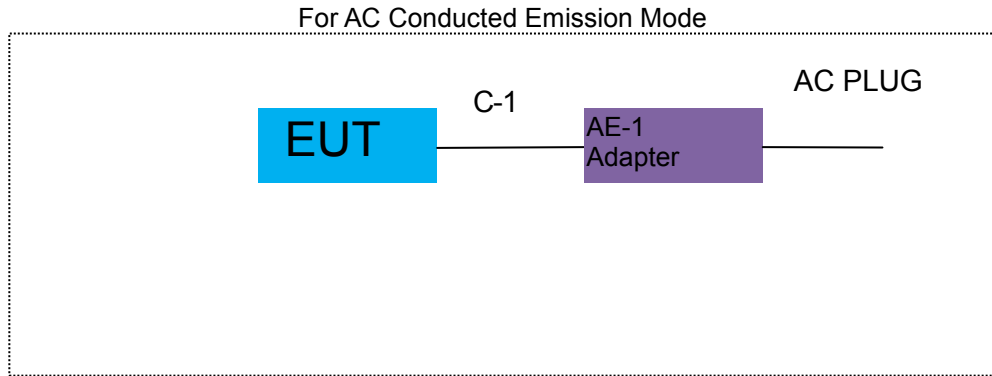 For AC Conducted Emission Mode
AC PLUG
C-1
EUT
AE-1
Adapter